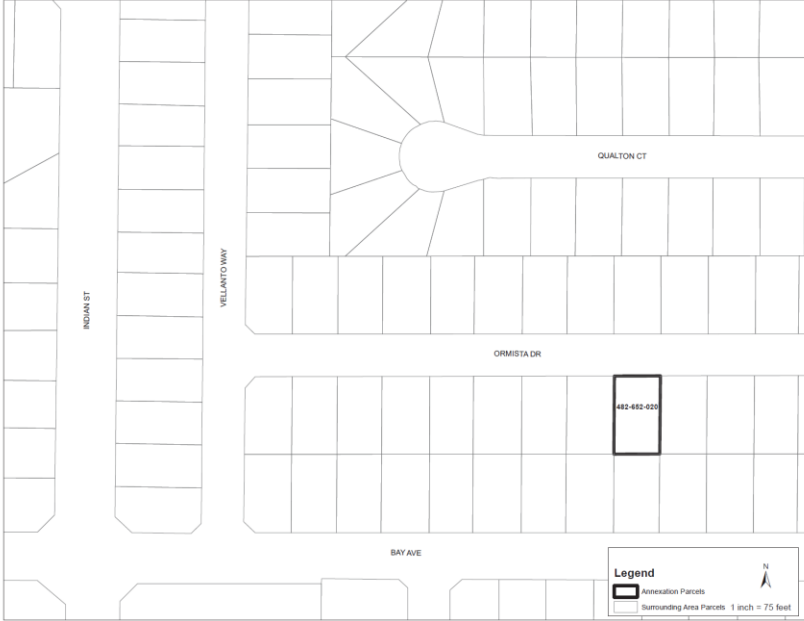 QUALTON CT
VELLANTO WAY
INDIAN ST
ORMISTA DR
482-652-020
BAY AVE
Legend
N
Annexation Parcels
Surrounding Area Parcels 1 inch = 75 feet